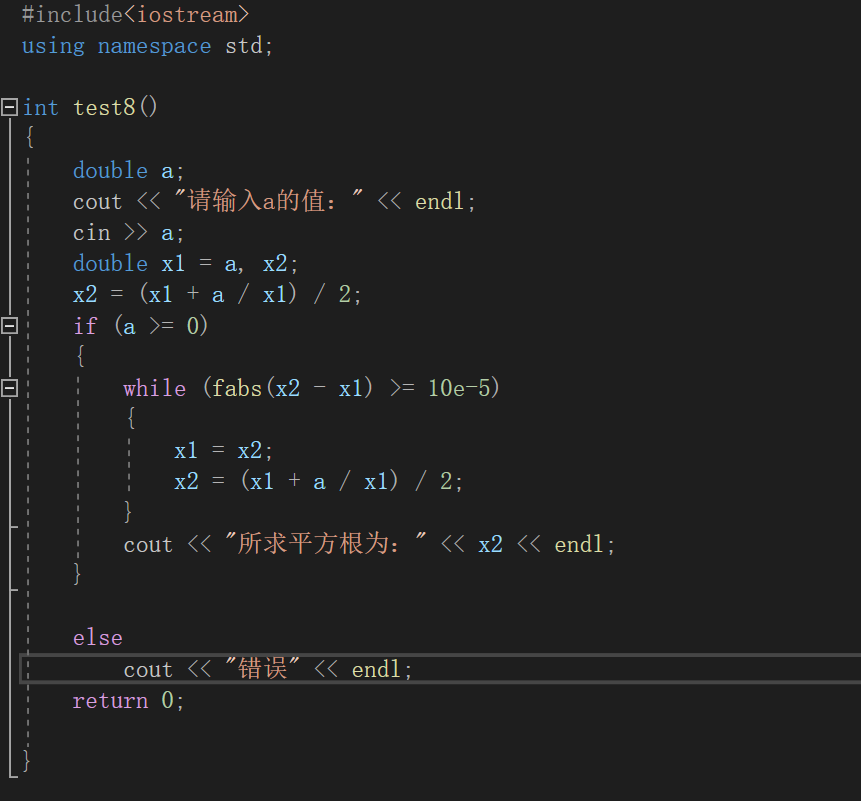 #include<iostream>
using namespace std;
int test8()
{
double a;
cout << "请输入a的值：" << endl;
cin >> a;
double x1 = a, x2;
x2 = (x1 + a / x1) / 2;
if (a >= 0)
{
while (fabs(x2 - x1) >= 10e-5)
{
x1 = x2;
x2 = (x1 + a / x1) / 2;
}
cout << "所求平方根为：" << x2 << endl;
}
else
cout << "错误" << endl;
return 0;
}